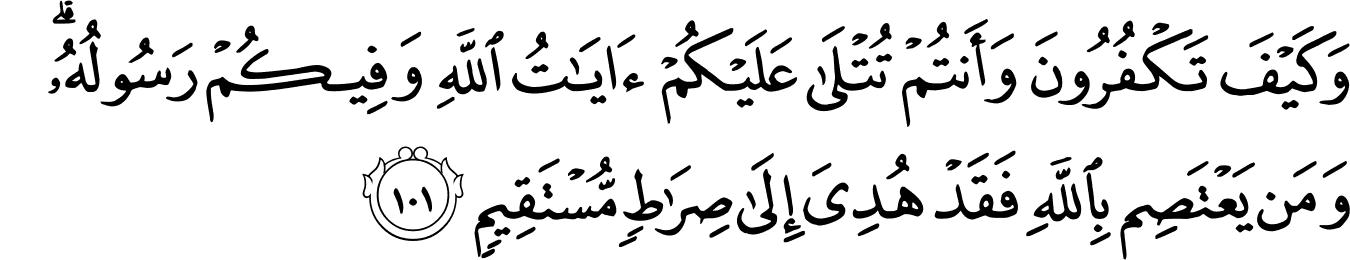 وَكَيْفَ تَكْفُرُونَ وَأَنتُمْ تُتْلَىٰ عَلَيْكُمْ ءَايَـٰتُ ٱللَّهِ وَفِيكُمْ رَسُولُهُۥ ۗ
وَمَن يَعْتَصِم بِٱللَّهِ فَقَدْ هُدِىَ إِلَىٰ صِرَٰطٍ مُّسْتَقِيمٍ ١٠١